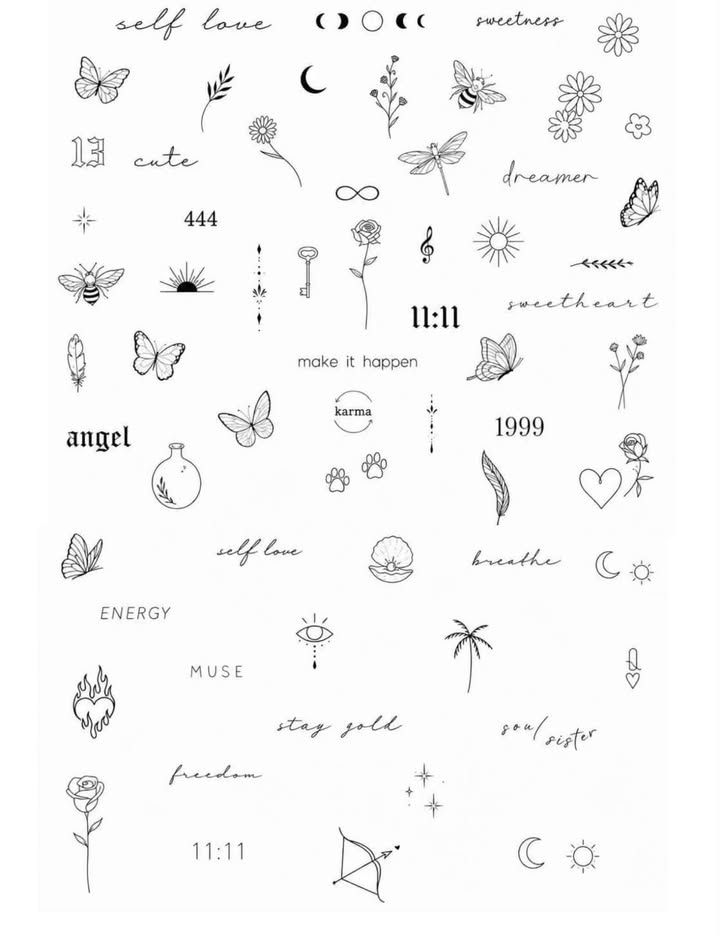 self love
sweetness
13
cute
dreamer
444
sweetheart
11:11
make it happen
karma
angel
1999
self love
breathe
ENERGY
Q
MUSE
stay gold
soul
sister
freedom
11:11